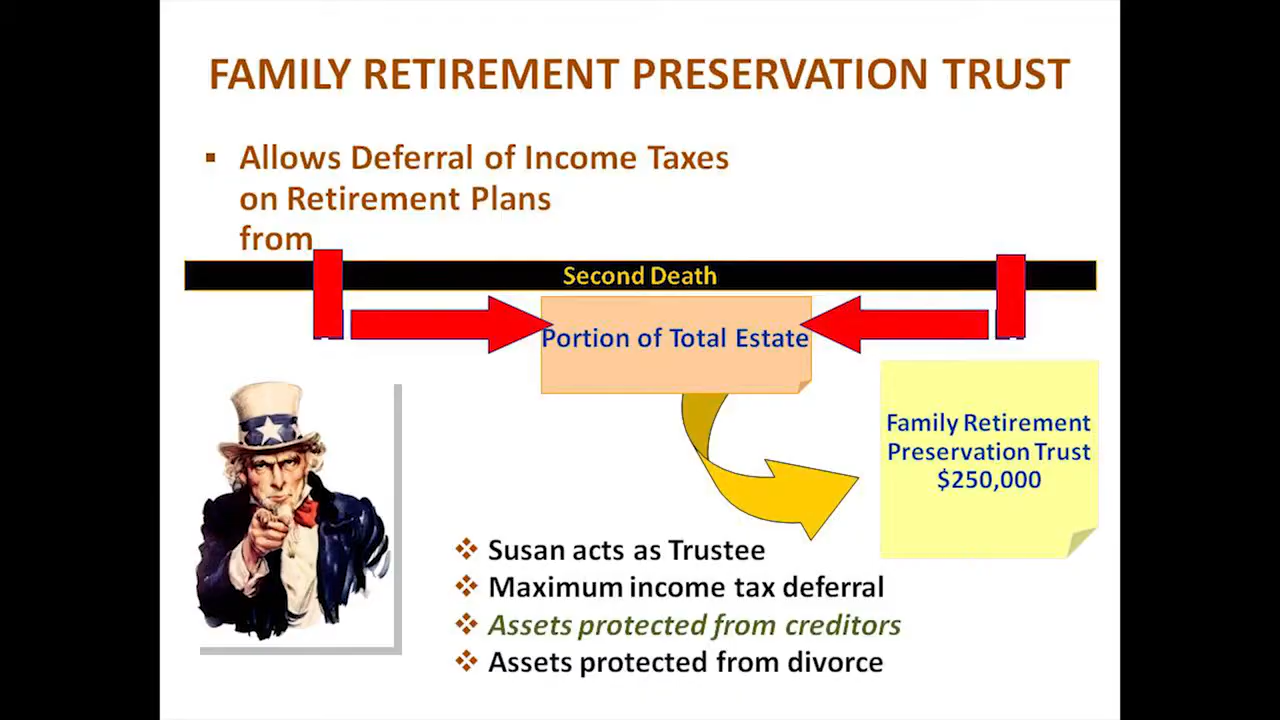 FAMILY RETIREMENT PRESERVATION TRUST
Allows Deferral of Income Taxes
on Retirement Plans
from
Second Death
Portion of Total Estate
Family Retirement
Preservation Trust
$250,000
Susan acts as Trustee
Maximum income tax deferral
Assets protected from creditors
Assets protected from divorce